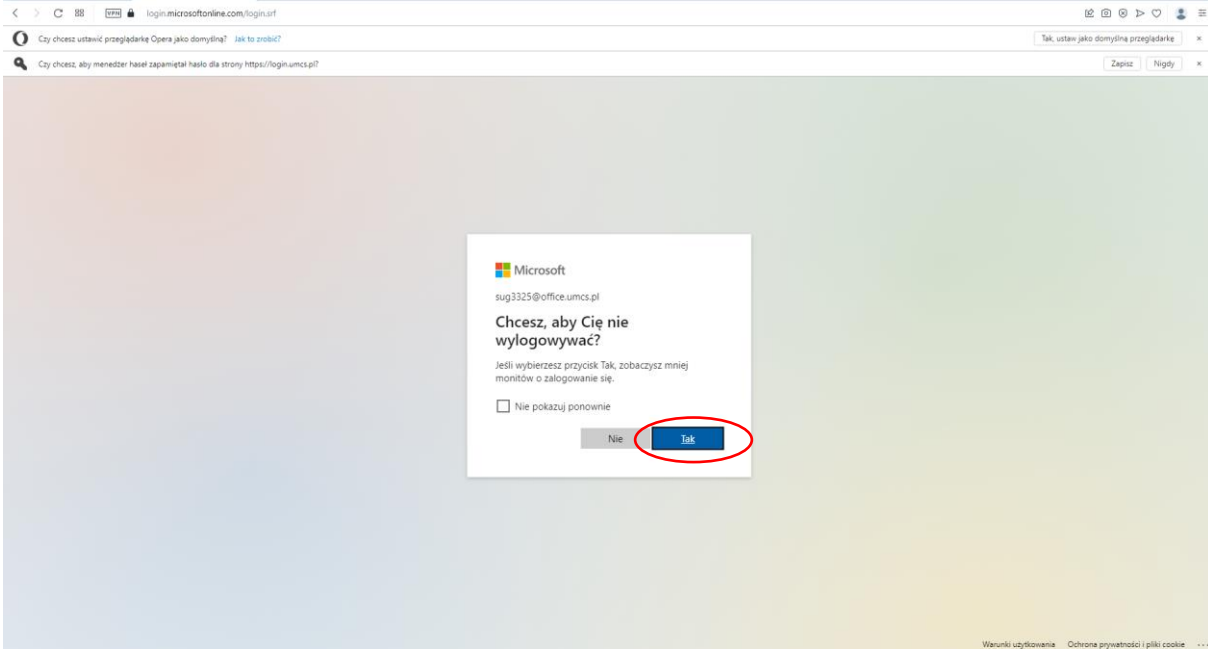 VPN login.microsoftonline.com/login.srf
Czy chcesz ustawić przeglądarkę Opera jako domyślną? Jak to zrobić? Tak, ustaw jako domyślną przeglądarkę
Czy chcesz, aby menedżer haseł zapamiętał hasło dla strony https://login.umcs.pl? Zapisz Nigdy
Microsoft
sug3325@office.umcs.pl
Chcesz, aby Cię nie
wylogowywać?
Jeśli wybierzesz przycisk Tak, zobaczysz mniej
monitów o zalogowanie się.
Nie pokazuj ponownie
Nie Tak
Warunki użytkowania Ochrona prywatności i pliki cookie ...